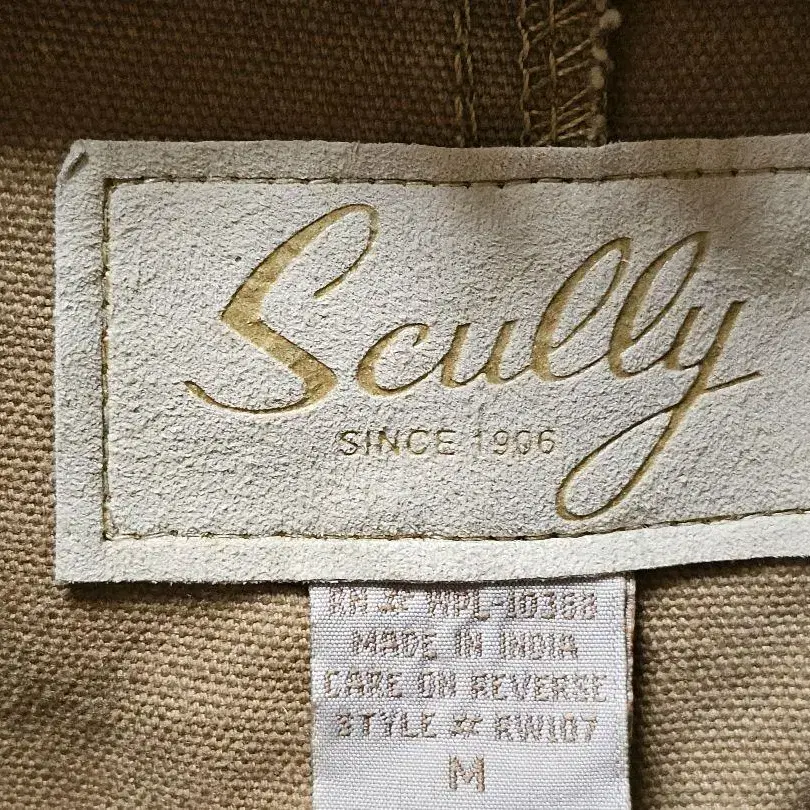 Scully
SINCE 1906
RN # WPL-10368
MADE IN INDIA
CARE ON REVERSE
STYLE # RW107
M